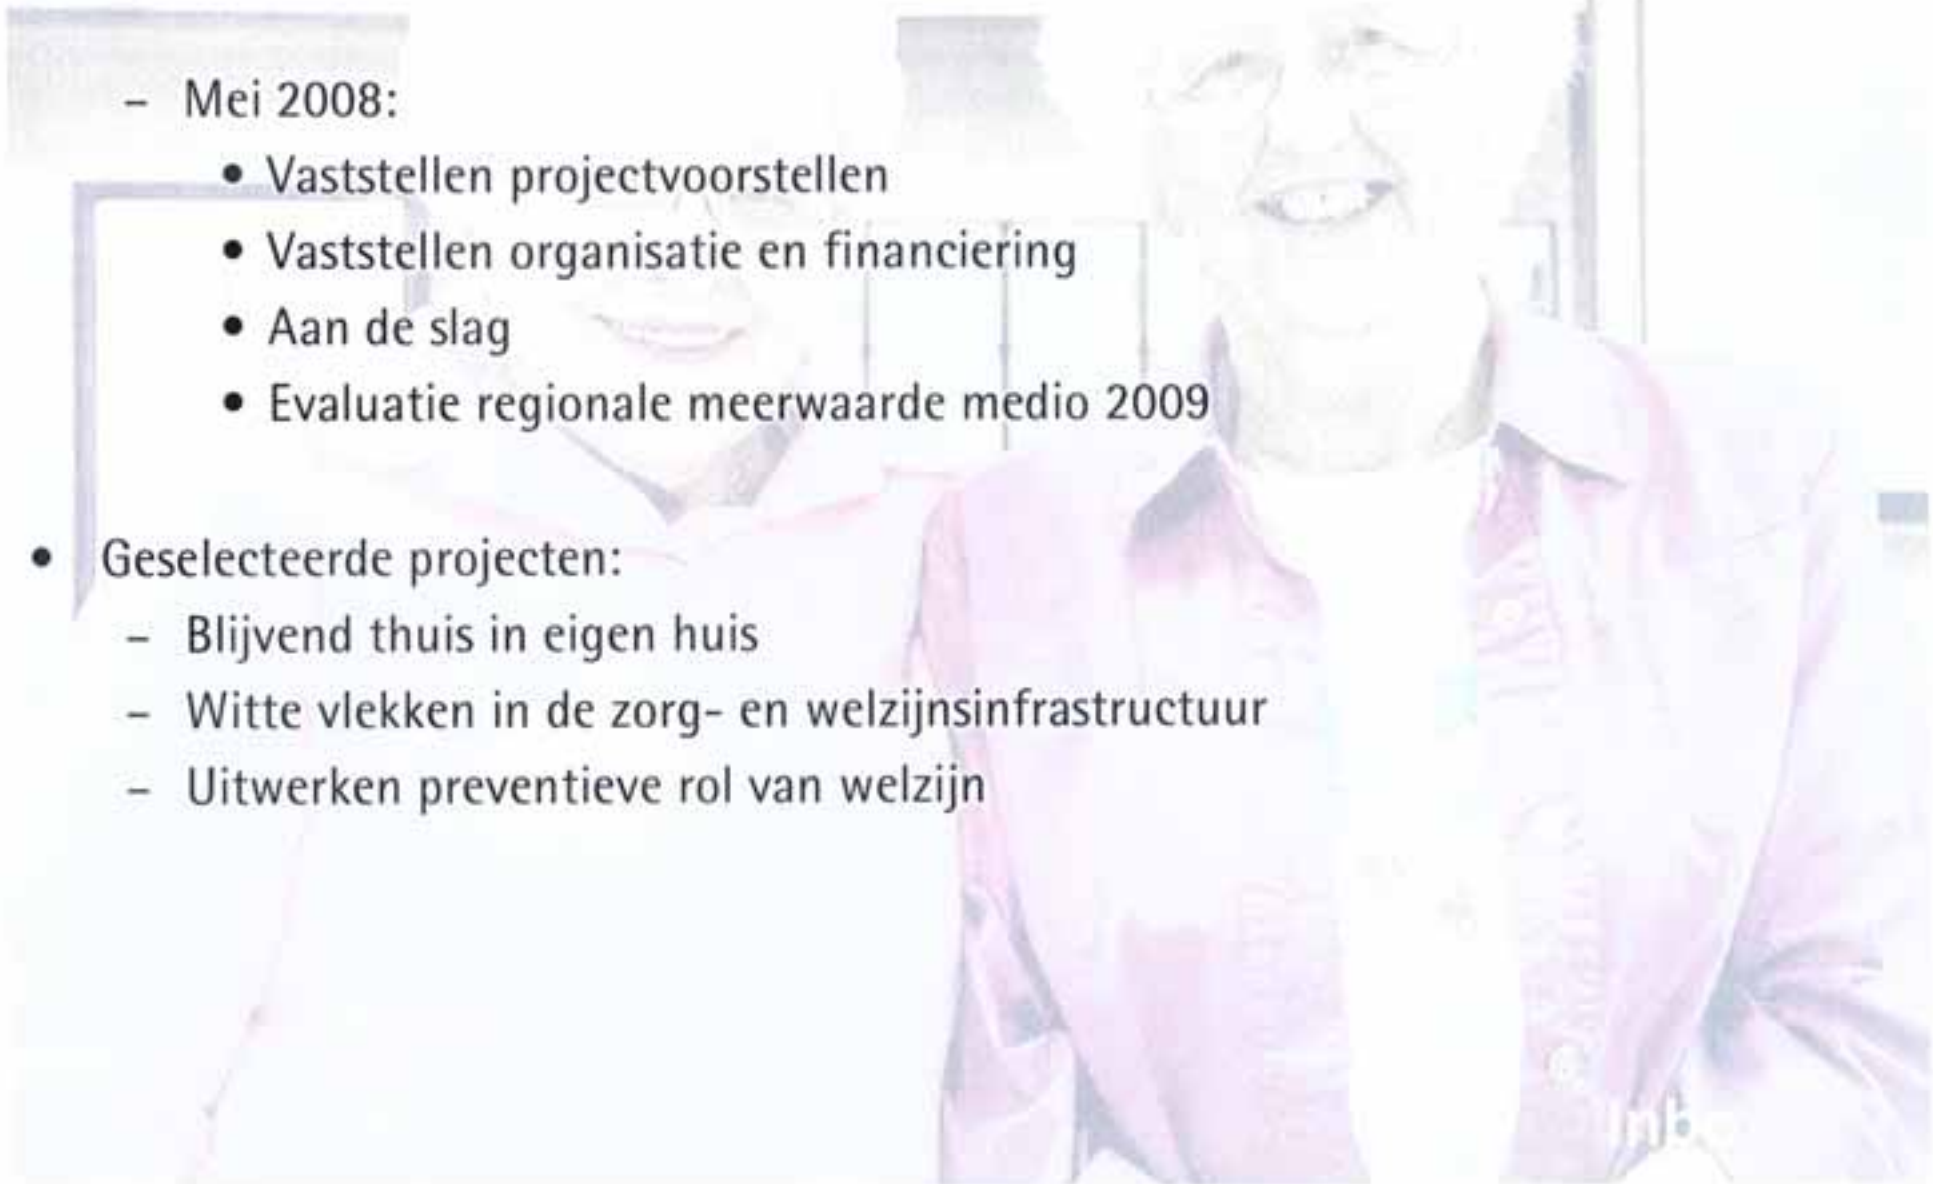 – Mei 2008:
• Vaststellen projectvoorstellen
• Vaststellen organisatie en financiering
• Aan de slag
• Evaluatie regionale meerwaarde medio 2009
• Geselecteerde projecten:
– Blijvend thuis in eigen huis
– Witte vlekken in de zorg- en welzijnsinfrastructuur
– Uitwerken preventieve rol van welzijn